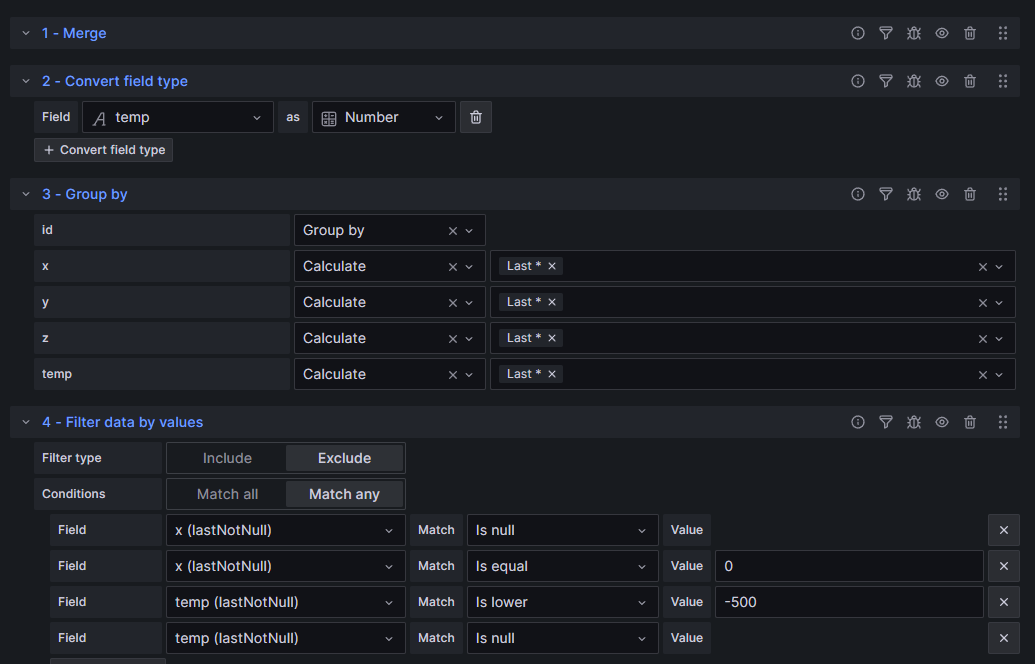 1 - Merge
2 - Convert field type
Field temp as Number
+ Convert field type
3 - Group by
id Group by
x Calculate Last *
y Calculate Last *
z Calculate Last *
temp Calculate Last *
4 - Filter data by values
Filter type Include Exclude
Conditions Match all Match any
Field x (lastNotNull) Match Is null Value
Field x (lastNotNull) Match Is equal Value 0
Field temp (lastNotNull) Match Is lower Value -500
Field temp (lastNotNull) Match Is null Value